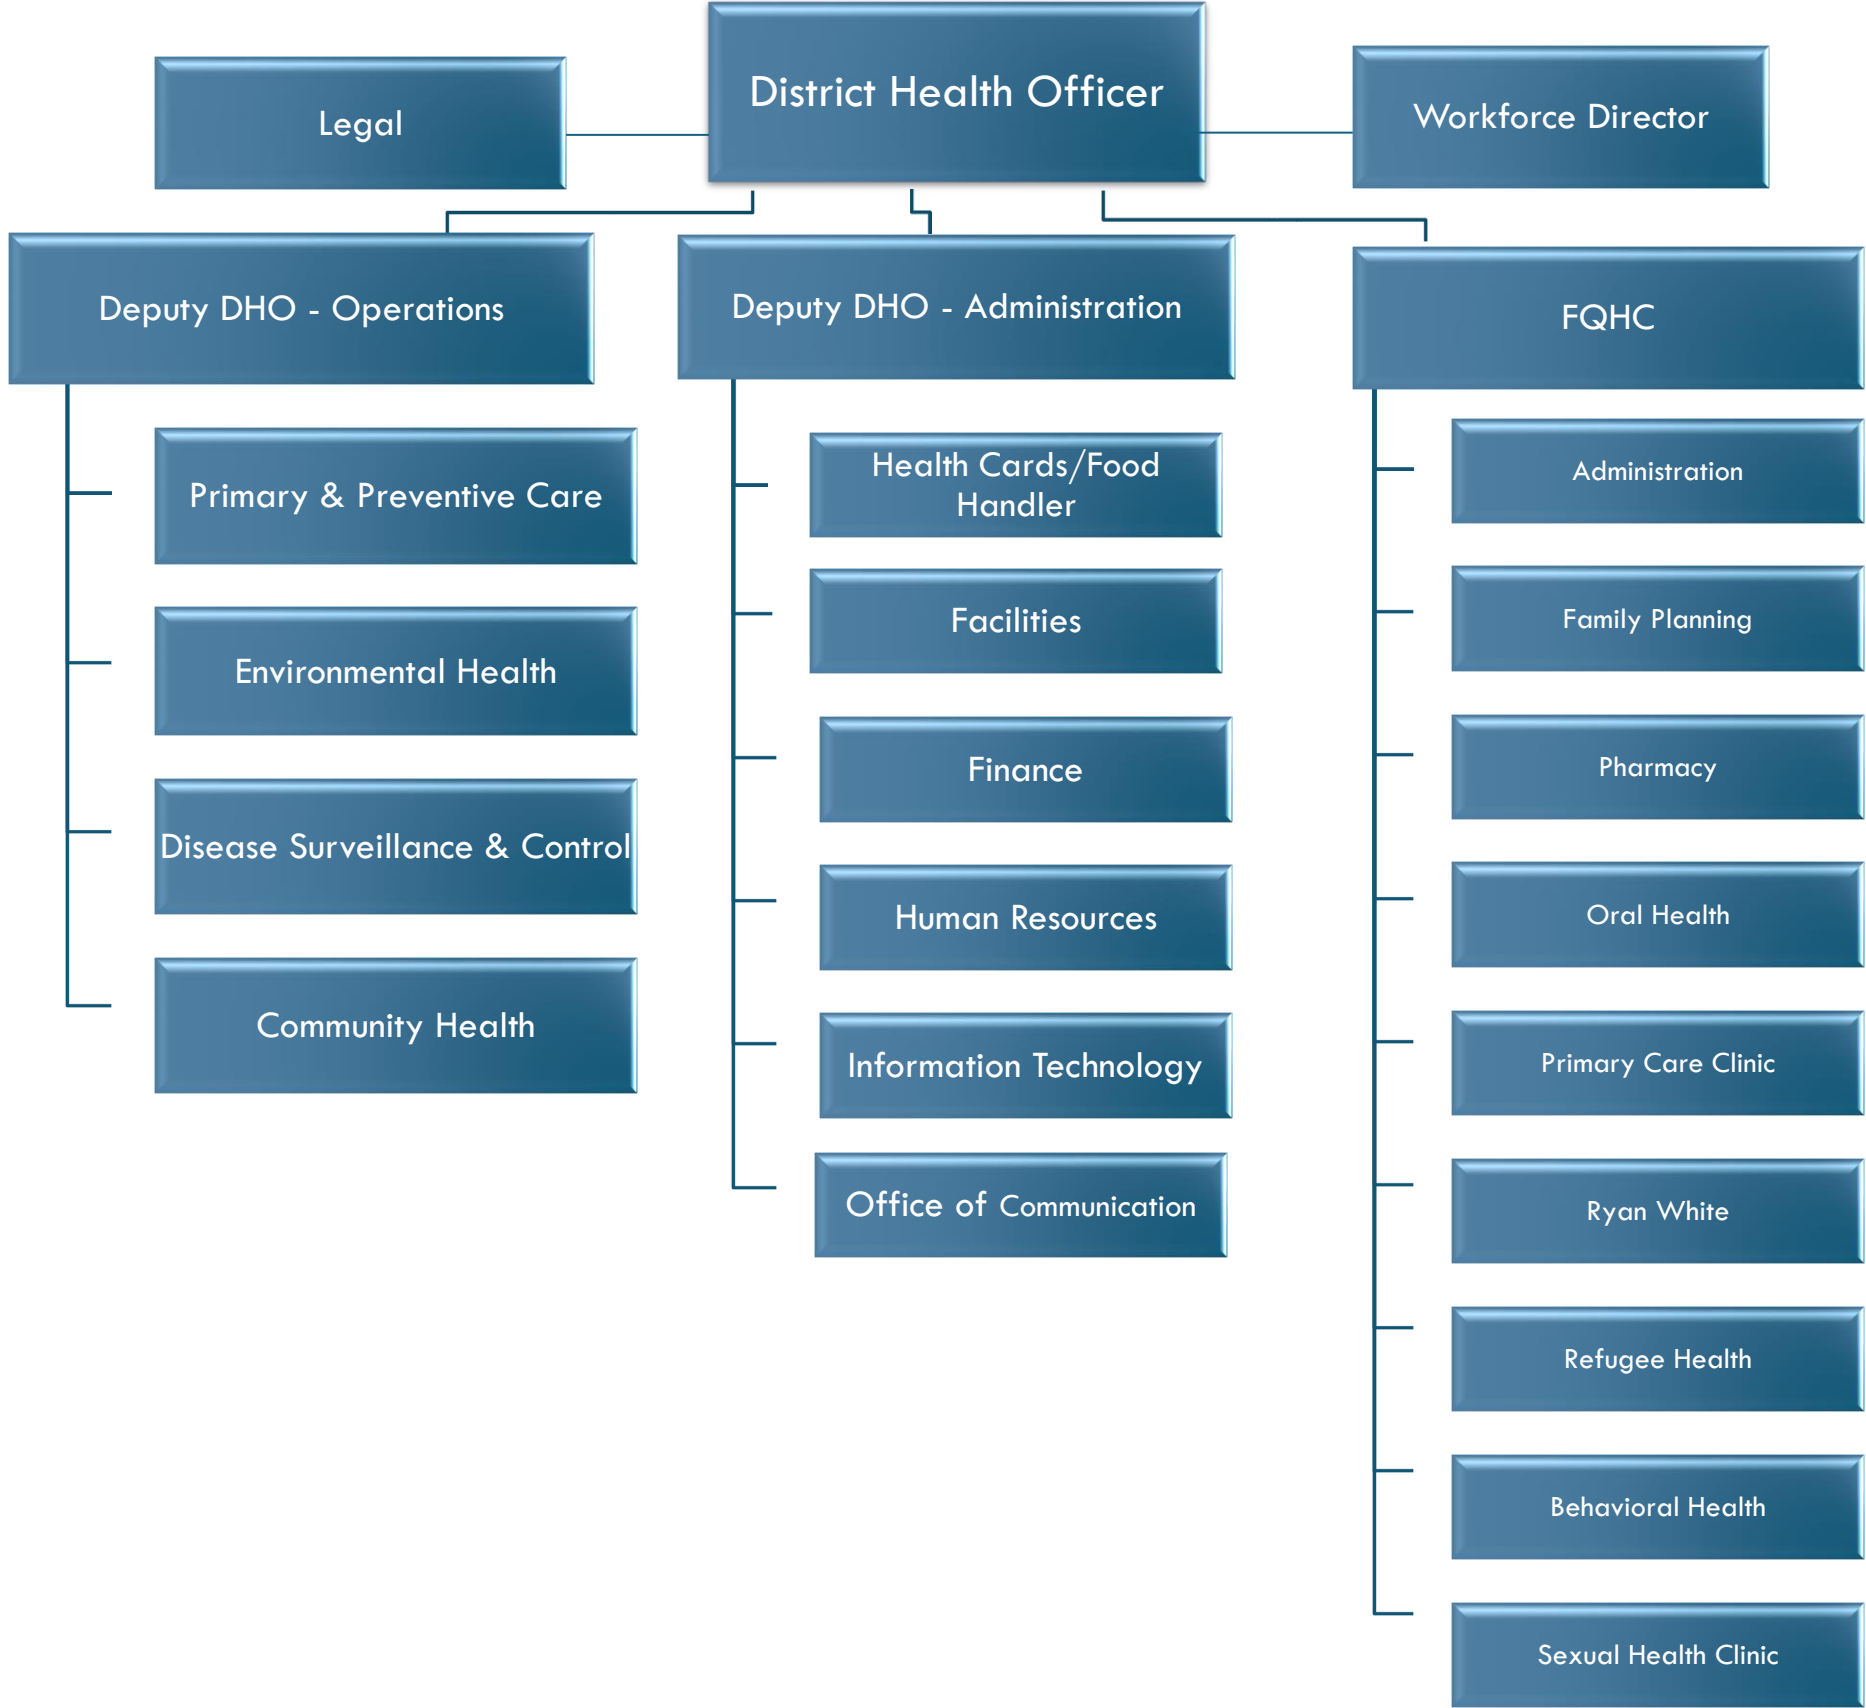 District Health Officer
Legal
Workforce Director
Deputy DHO - Operations
Primary & Preventive Care
Environmental Health
Disease Surveillance & Control
Community Health
Deputy DHO - Administration
Health Cards/Food
Handler
Facilities
Finance
Human Resources
Information Technology
Office of Communication
FQHC
Administration
Family Planning
Pharmacy
Oral Health
Primary Care Clinic
Ryan White
Refugee Health
Behavioral Health
Sexual Health Clinic